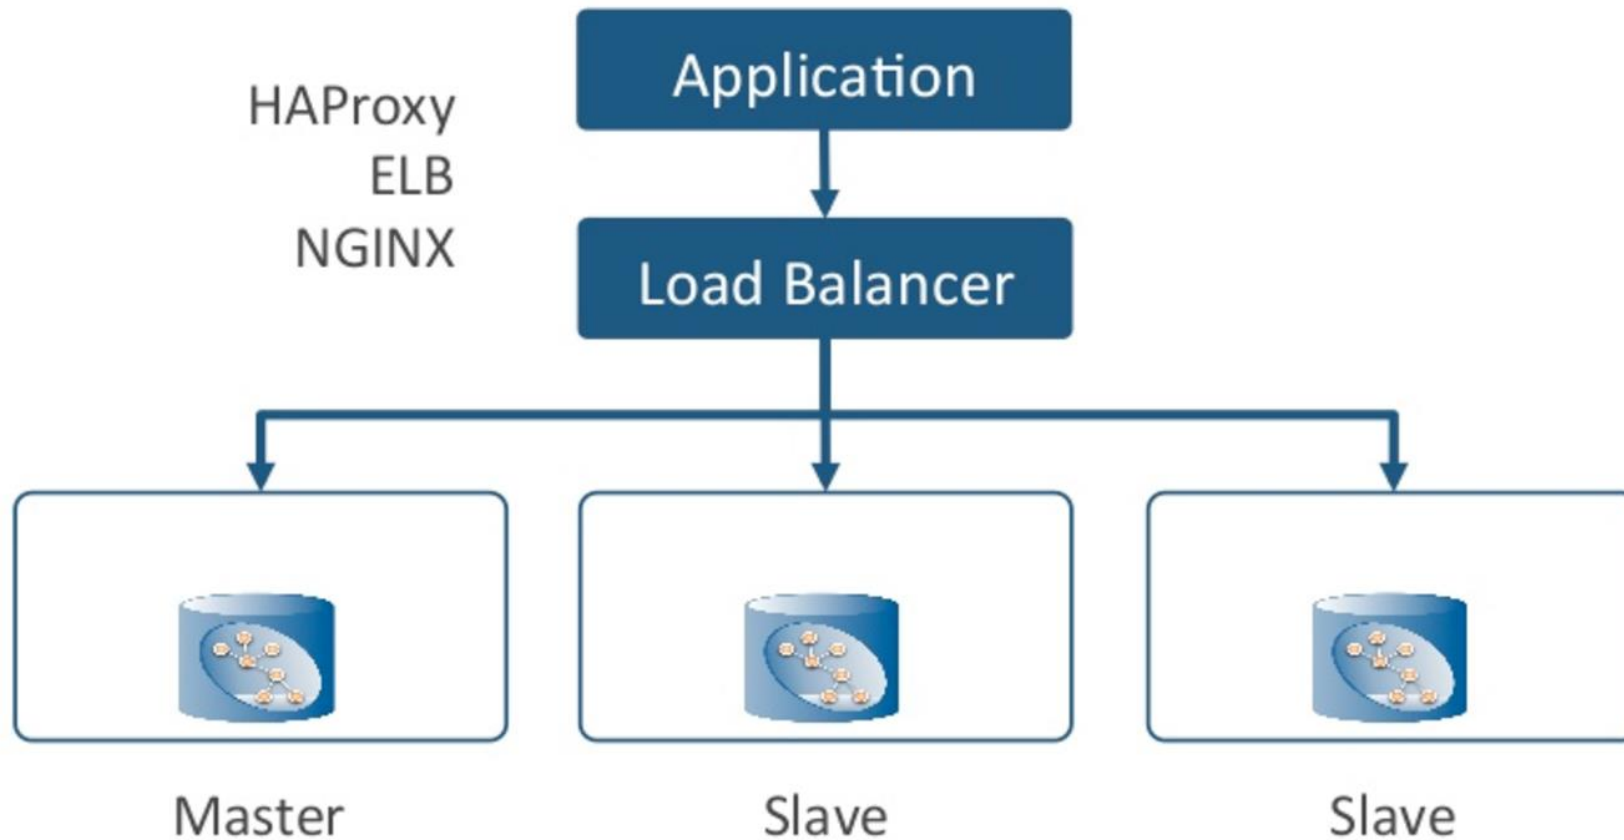 Application
HAProxy
ELB
NGINX
Load Balancer
Master
Slave
Slave